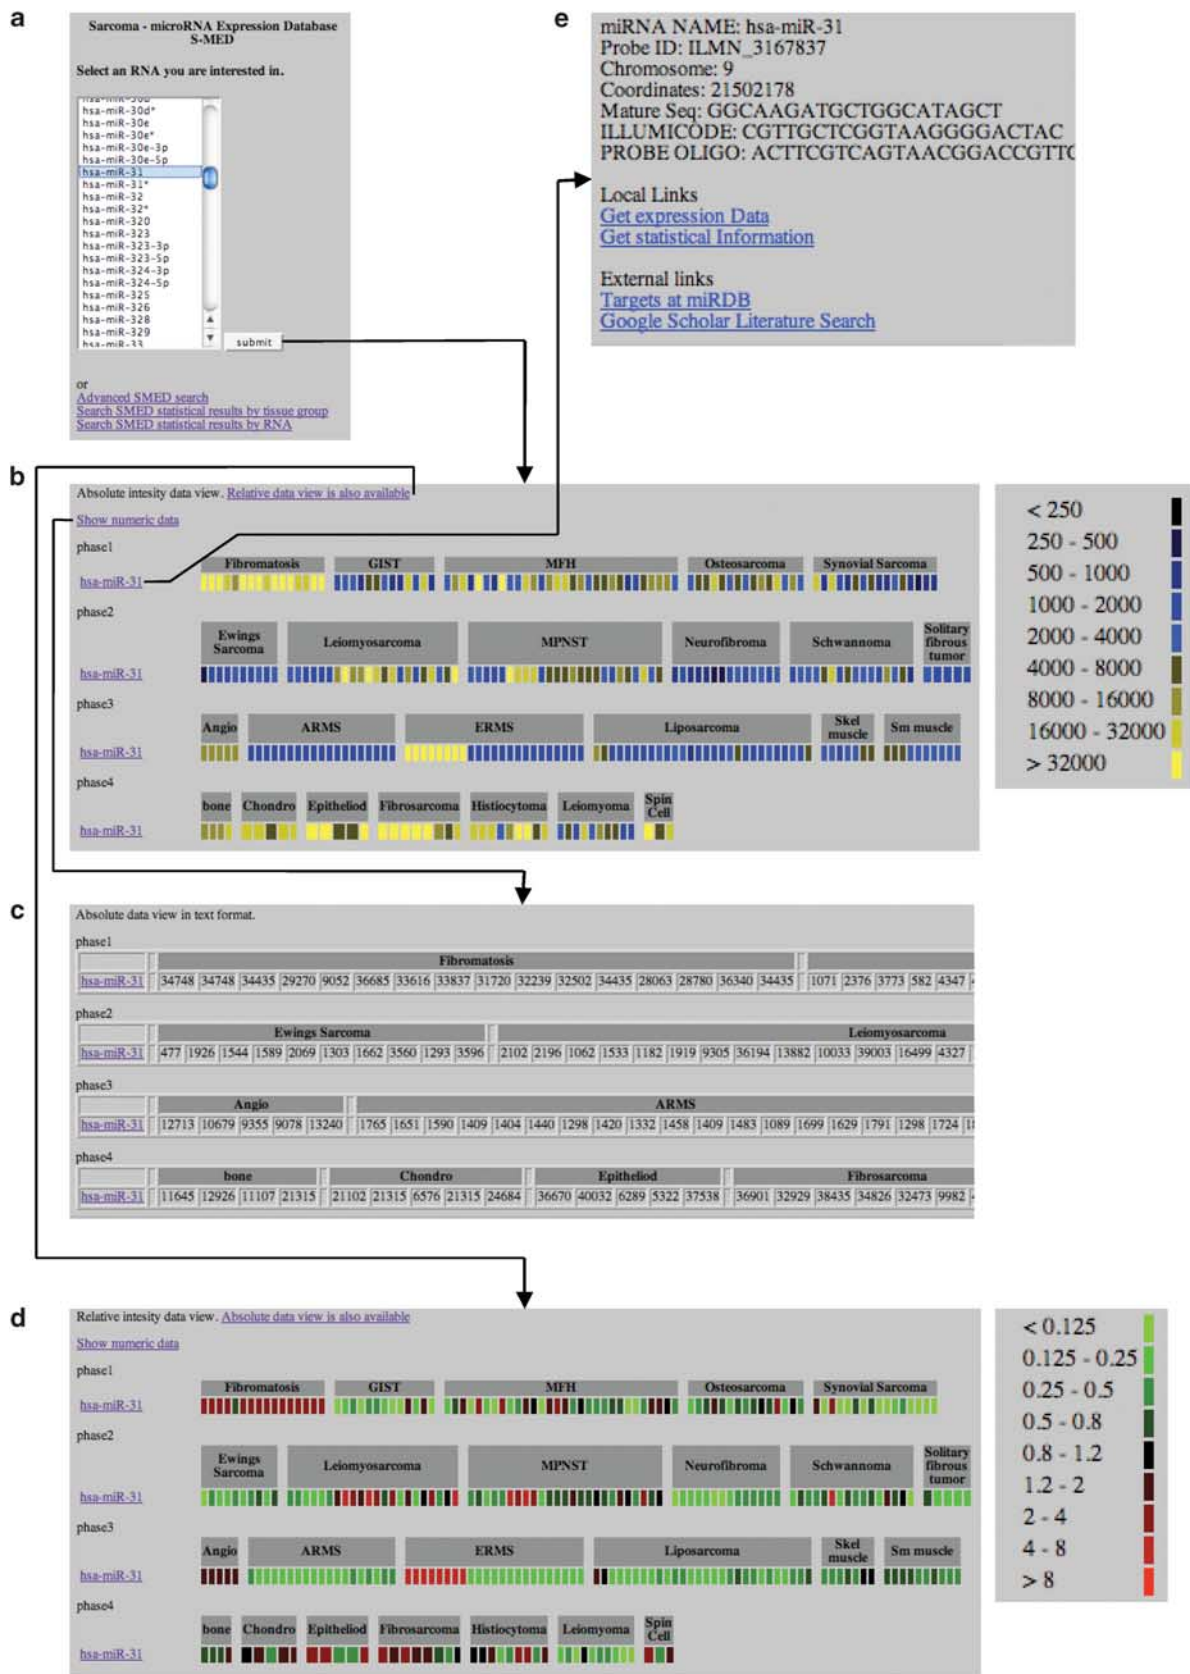 a
Sarcoma - microRNA Expression Database
S-MED
Select an RNA you are interested in.
hsa-miR-30d*
hsa-miR-30e
hsa-miR-30e*
hsa-miR-30e-3p
hsa-miR-30e-5p
hsa-miR-31
hsa-miR-31*
hsa-miR-32
hsa-miR-32*
hsa-miR-320
hsa-miR-323
hsa-miR-323-3p
hsa-miR-323-5p
hsa-miR-324-3p
hsa-miR-324-5p
hsa-miR-325
hsa-miR-326
hsa-miR-328
hsa-miR-329
hsa-miR-33
submit
or
Advanced SMED search
Search SMED statistical results by tissue group
Search SMED statistical results by RNA
e
miRNA NAME: hsa-miR-31
Probe ID: ILMN_3167837
Chromosome: 9
Coordinates: 21502178
Mature Seq: GGCAAGATGCTGGCATAGCT
ILLUMICODE: CGTTGCTCGGTAAGGGGACTAC
PROBE OLIGO: ACTTCGTCAGTAACGGACCGTTC
Local Links
Get expression Data
Get statistical Information
External links
Targets at miRDB
Google Scholar Literature Search
b
Absolute intesity data view. Relative data view is also available
Show numeric data
phase1
Fibromatosis GIST MFH Osteosarcoma Synovial Sarcoma
hsa-miR-31
phase2
Ewings Sarcoma Leiomyosarcoma MPNST Neurofibroma Schwannoma Solitary fibrous tumor
hsa-miR-31
phase3
Angio ARMS ERMS Liposarcoma Skel muscle Sm muscle
hsa-miR-31
phase4
bone Chondro Epitheliod Fibrosarcoma Histiocytoma Leiomyoma Spin Cell
hsa-miR-31
< 250
250 - 500
500 - 1000
1000 - 2000
2000 - 4000
4000 - 8000
8000 - 16000
16000 - 32000
> 32000
c
Absolute data view in text format.
phase1
Fibromatosis
hsa-miR-31 34748 34748 34435 29270 9052 36685 33616 33837 31720 32239 32502 34435 28063 28780 36340 34435 1071 2376 3773 582 4347
phase2
Ewings Sarcoma Leiomyosarcoma
hsa-miR-31 477 1926 1544 1589 2069 1303 1662 3560 1293 3596 2102 2196 1062 1533 1182 1919 9305 36194 13882 10033 39003 16499 4327
phase3
Angio ARMS
hsa-miR-31 12713 10679 9355 9078 13240 1765 1651 1590 1409 1404 1440 1298 1420 1332 1458 1409 1483 1089 1699 1629 1791 1298 1724
phase4
bone Chondro Epitheliod Fibrosarcoma
hsa-miR-31 11645 12926 11107 21315 21102 21315 6576 21315 24684 36670 40032 6289 5322 37538 36901 32929 38435 34826 32473 9982
d
Relative intesity data view. Absolute data view is also available
Show numeric data
phase1
Fibromatosis GIST MFH Osteosarcoma Synovial Sarcoma
hsa-miR-31
phase2
Ewings Sarcoma Leiomyosarcoma MPNST Neurofibroma Schwannoma Solitary fibrous tumor
hsa-miR-31
phase3
Angio ARMS ERMS Liposarcoma Skel muscle Sm muscle
hsa-miR-31
phase4
bone Chondro Epitheliod Fibrosarcoma Histiocytoma Leiomyoma Spin Cell
hsa-miR-31
< 0.125
0.125 - 0.25
0.25 - 0.5
0.5 - 0.8
0.8 - 1.2
1.2 - 2
2 - 4
4 - 8
> 8